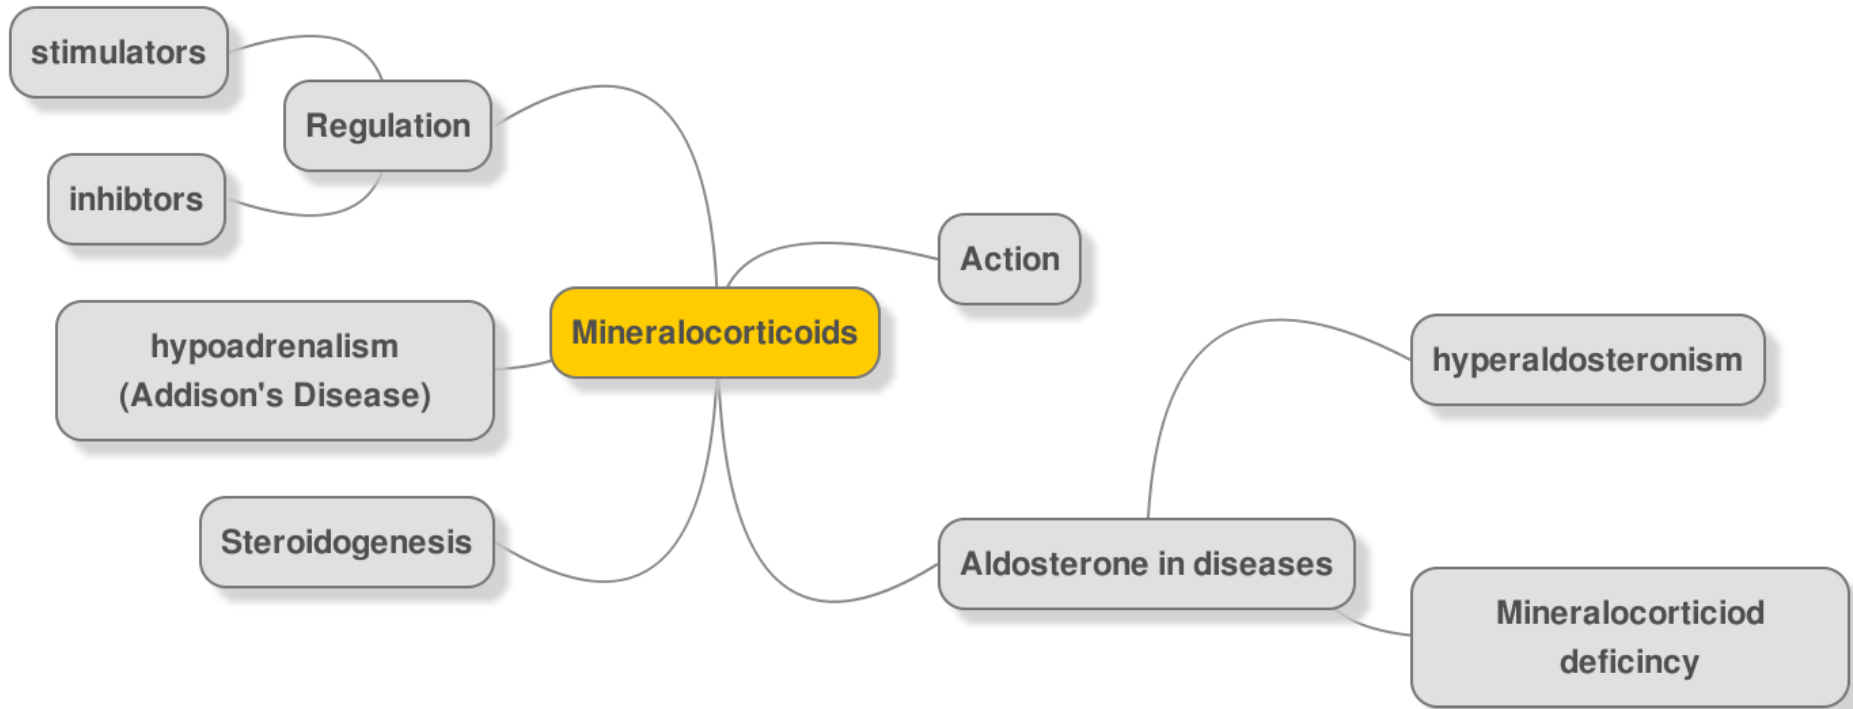 stimulators
Regulation
inhibtors
Action
Mineralocorticoids
hypoadrenalism
(Addison's Disease)
hyperaldosteronism
Steroidogenesis
Aldosterone in diseases
Mineralocorticiod
deficincy